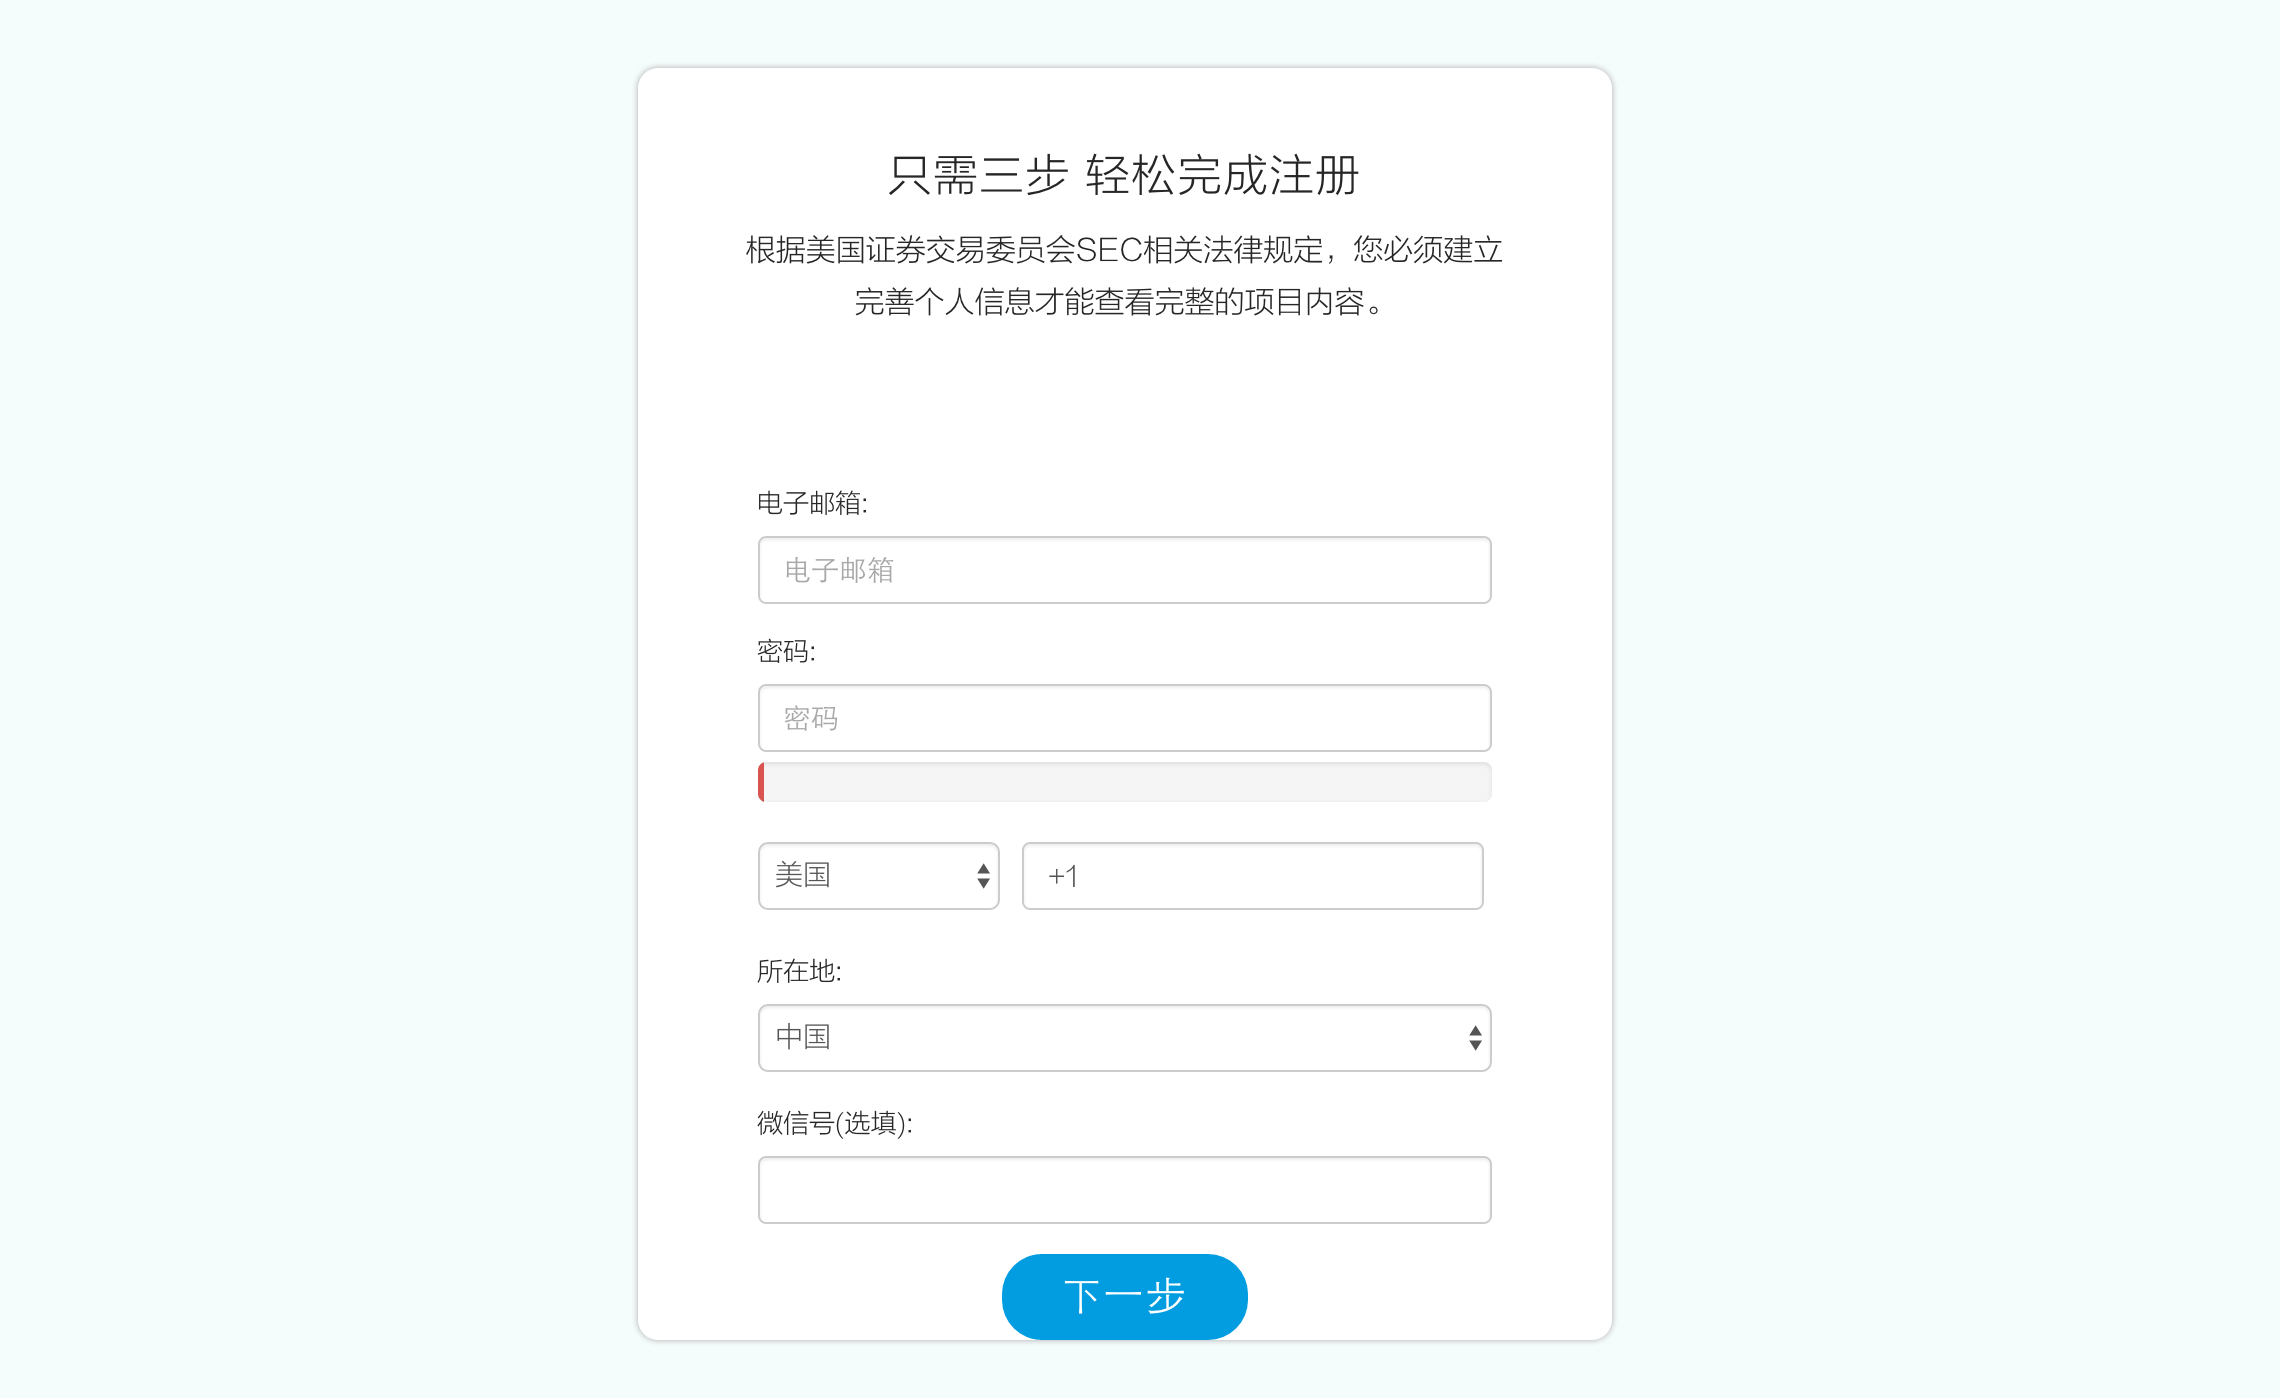 只需三步 轻松完成注册
根据美国证券交易委员会SEC相关法律规定，您必须建立
完善个人信息才能查看完整的项目内容。
电子邮箱:
电子邮箱
密码:
密码
美国
+1
所在地:
中国
微信号(选填):
下一步